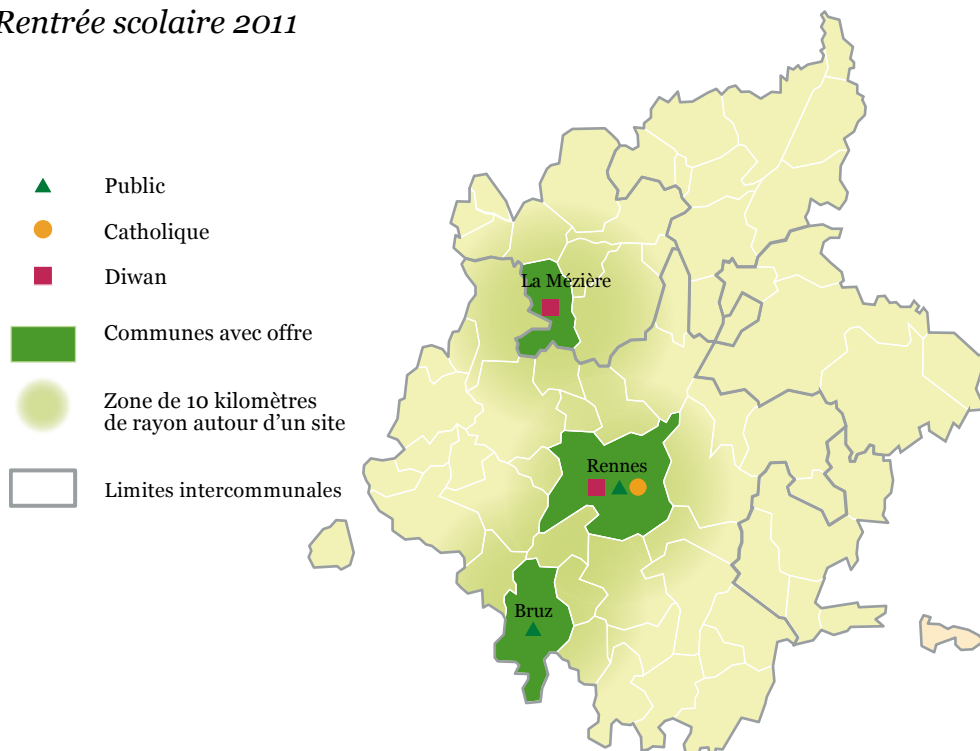 Rentrée scolaire 2011
Public
Catholique
Diwan
Communes avec offre
Zone de 10 kilomètres
de rayon autour d'un site
Limites intercommunales
La Mézière
Rennes
Bruz